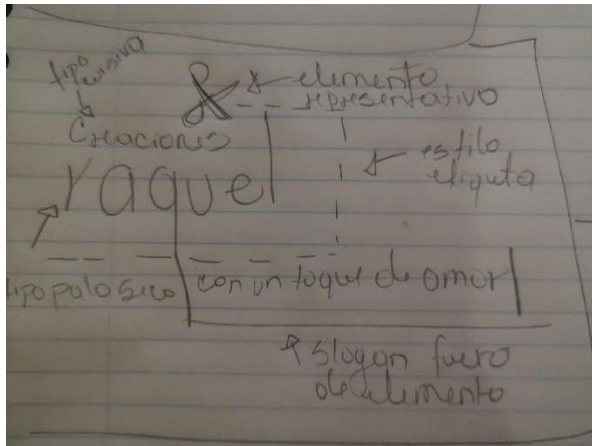 tipo cursiva
& elemento
representativo
Creaciones
raquel
estilo
etiqueta
tipo palo seco
con un toque de amor
Slogan fuera
de elemento